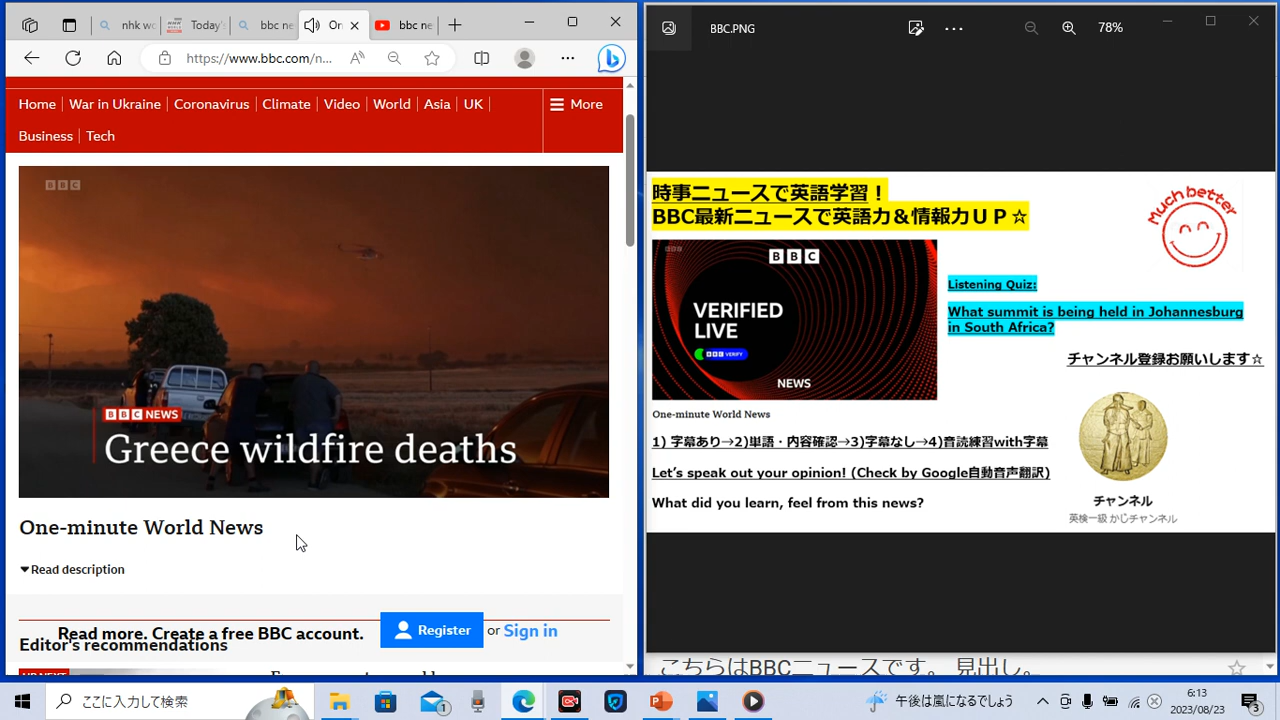 nhk wo
Today's
bbc ne
On
bbc ne
https://www.bbc.com/n...
Home
War in Ukraine
Coronavirus
Climate
Video
World
Asia
UK
More
Business
Tech
BBC
BBC NEWS
Greece wildfire deaths
One-minute World News
Read description
Read more. Create a free BBC account.
Register
or
Sign in
Editor's recommendations
BBC.PNG
78%
時事ニュースで英語学習！
BBC最新ニュースで英語力＆情報力ＵＰ☆
Much better
BBC
VERIFIED
LIVE
BBC VERIFY
NEWS
Listening Quiz:
What summit is being held in Johannesburg
in South Africa?
チャンネル登録お願いします☆
One-minute World News
1) 字幕あり→2)単語・内容確認→3)字幕なし→4)音読練習with字幕
Let's speak out your opinion! (Check by Google自動音声翻訳)
What did you learn, feel from this news?
チャンネル
英検一級 かじチャンネル
こちらはBBCニュースです。 見出し。
ここに入力して検索
1
午後は嵐になるでしょう
6:13
2023/08/23
3